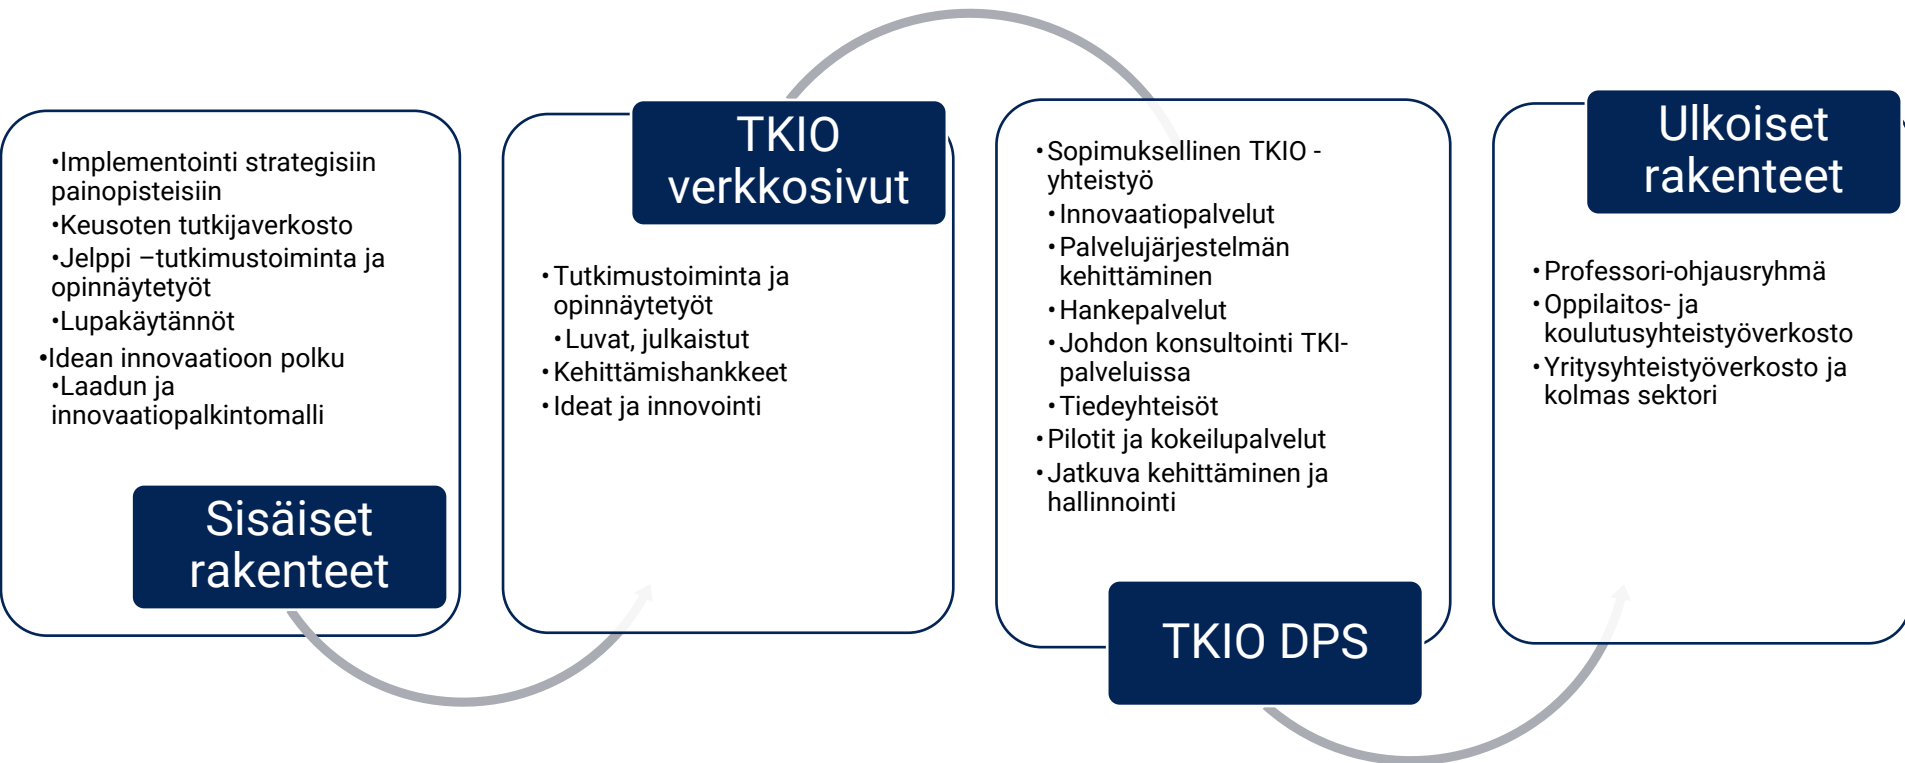 •Implementointi strategisiin
painopisteisiin
•Keusoten tutkijaverkosto
•Jelppi –tutkimustoiminta ja
opinnäytetyöt
•Lupakäytännöt
•Idean innovaatioon polku
•Laadun ja
innovaatiopalkintomalli
Sisäiset
rakenteet
TKIO
verkkosivut
•Tutkimustoiminta ja
opinnäytetyöt
•Luvat, julkaistut
•Kehittämishankkeet
•Ideat ja innovointi
•Sopimuksellinen TKIO -
yhteistyö
•Innovaatiopalvelut
•Palvelujärjestelmän
kehittäminen
•Hankepalvelut
•Johdon konsultointi TKI-
palveluissa
•Tiedeyhteisöt
•Pilotit ja kokeilupalvelut
•Jatkuva kehittäminen ja
hallinnointi
TKIO DPS
Ulkoiset
rakenteet
•Professori-ohjausryhmä
•Oppilaitos- ja
koulutusyhteistyöverkosto
•Yritysyhteistyöverkosto ja
kolmas sektori